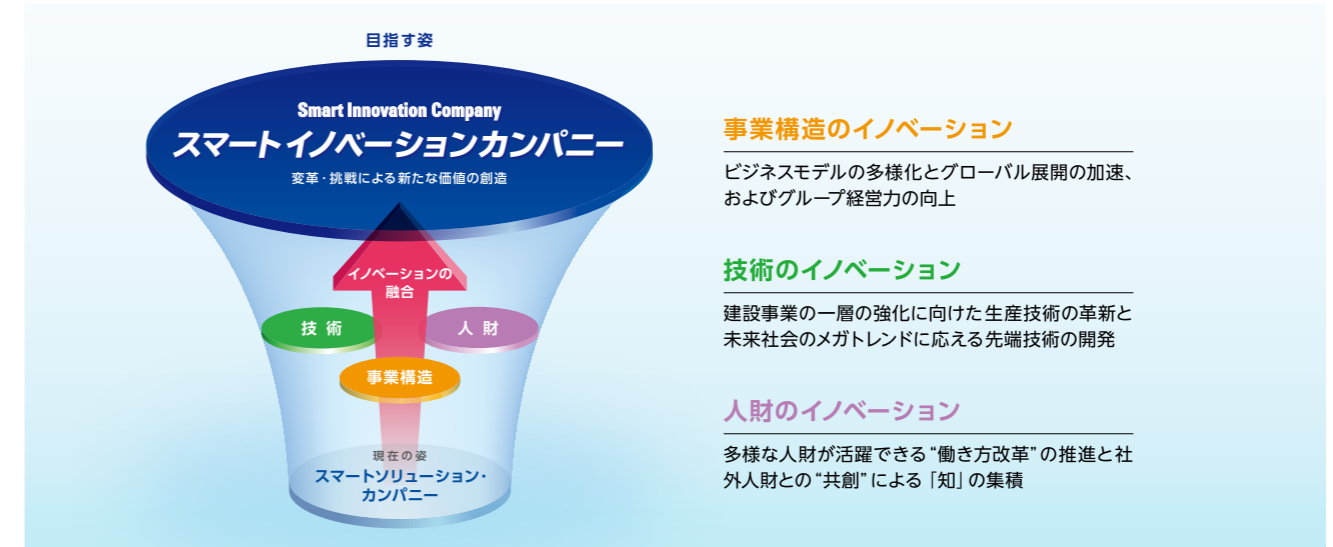 目指す姿
Smart Innovation Company
スマートイノベーションカンパニー
変革・挑戦による新たな価値の創造
イノベーションの
融合
技術
人財
事業構造
現在の姿
スマートソリューション・
カンパニー
事業構造のイノベーション
ビジネスモデルの多様化とグローバル展開の加速、
およびグループ経営力の向上
技術のイノベーション
建設事業の一層の強化に向けた生産技術の革新と
未来社会のメガトレンドに応える先端技術の開発
人財のイノベーション
多様な人財が活躍できる“働き方改革”の推進と社
外人財との“共創”による「知」の集積